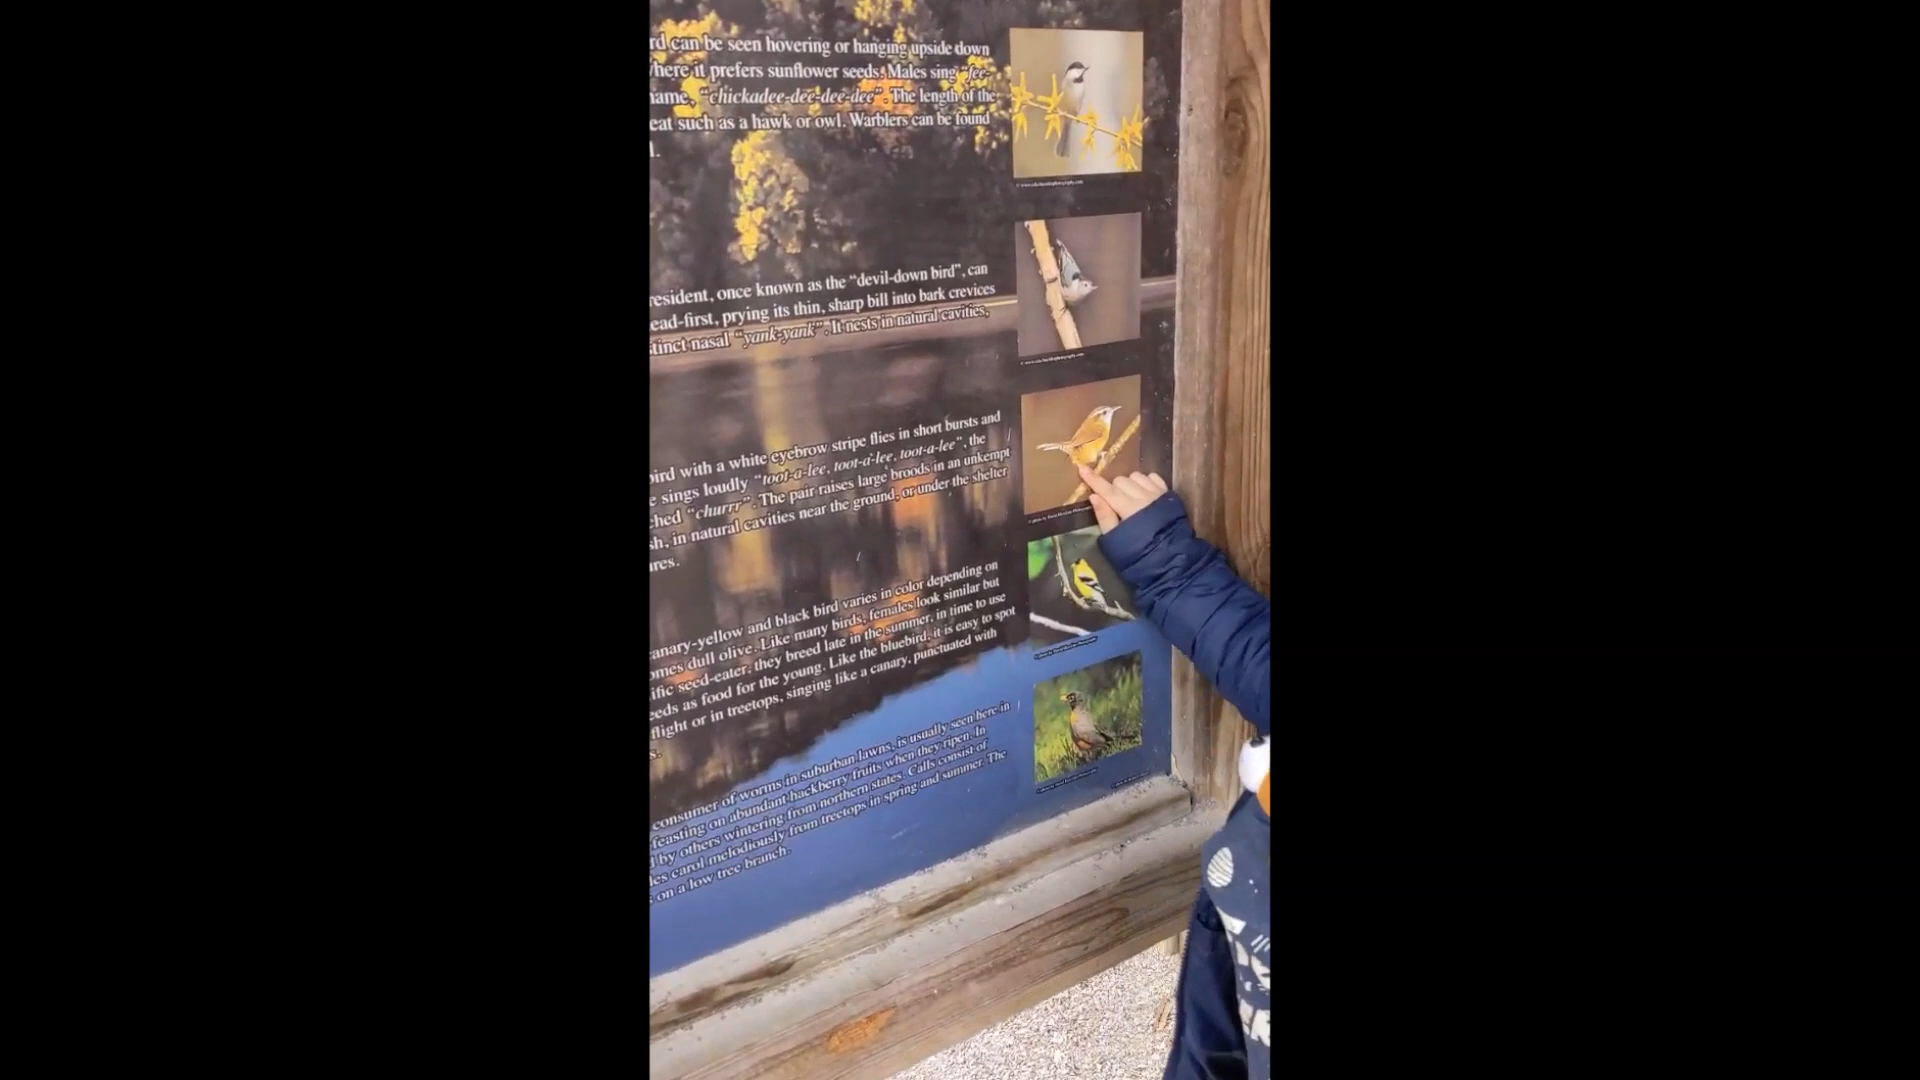 rd can be seen hovering or hanging upside down
here it prefers sunflower seeds. Males sing "fee-
ame, "chickadee-dee-dee-dee". The length of the
eat such as a hawk or owl. Warblers can be found
l.
resident, once known as the "devil-down bird", can
ead-first, prying its thin, sharp bill into bark crevices
stinct nasal "yank-yank". It nests in natural cavities,
bird with a white eyebrow stripe flies in short bursts and
e sings loudly "toot-a-lee, toot-a-lee, toot-a-lee", the
ched "churrr". The pair raises large broods in an unkempt
sh, in natural cavities near the ground, or under the shelter
ures.
anary-yellow and black bird varies in color depending on
omes dull olive. Like many birds, females look similar but
ific seed-eater, they breed late in the summer, in time to use
eeds as food for the young. Like the bluebird, it is easy to spot
flight or in treetops, singing like a canary, punctuated with
s.
consumer of worms in suburban lawns, is usually seen here in
feasting on abundant hackberry fruits when they ripen. In
d by others wintering from northern states. Calls consist of
les carol melodiously from treetops in spring and summer. The
on a low tree branch.